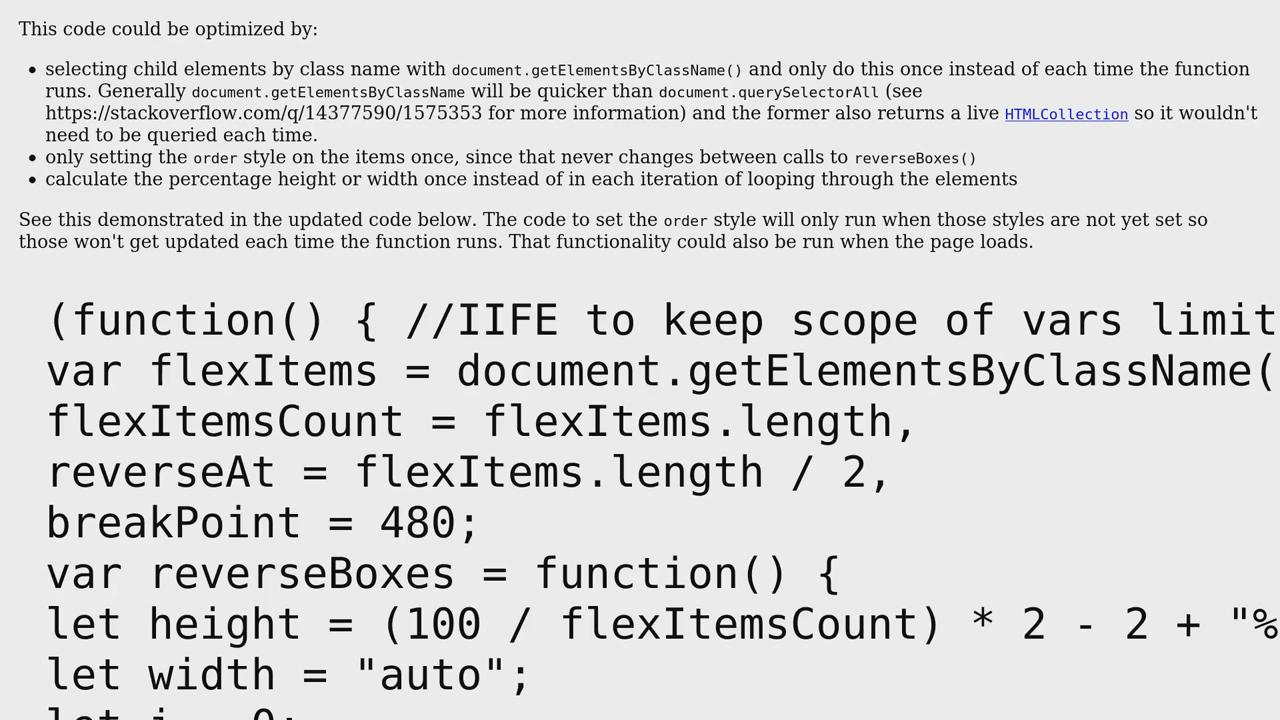 This code could be optimized by:
• selecting child elements by class name with document.getElementsByClassName() and only do this once instead of each time the function
runs. Generally document.getElementsByClassName will be quicker than document.querySelectorAll (see
https://stackoverflow.com/q/14377590/1575353 for more information) and the former also returns a live HTMLCollection so it wouldn't
need to be queried each time.
• only setting the order style on the items once, since that never changes between calls to reverseBoxes()
• calculate the percentage height or width once instead of in each iteration of looping through the elements
See this demonstrated in the updated code below. The code to set the order style will only run when those styles are not yet set so
those won't get updated each time the function runs. That functionality could also be run when the page loads.
(function() { //IIFE to keep scope of vars limit
var flexItems = document.getElementsByClassName(
flexItemsCount = flexItems.length,
reverseAt = flexItems.length / 2,
breakPoint = 480;
var reverseBoxes = function() {
let height = (100 / flexItemsCount) * 2 - 2 + "%
let width = "auto";
let i = 0;